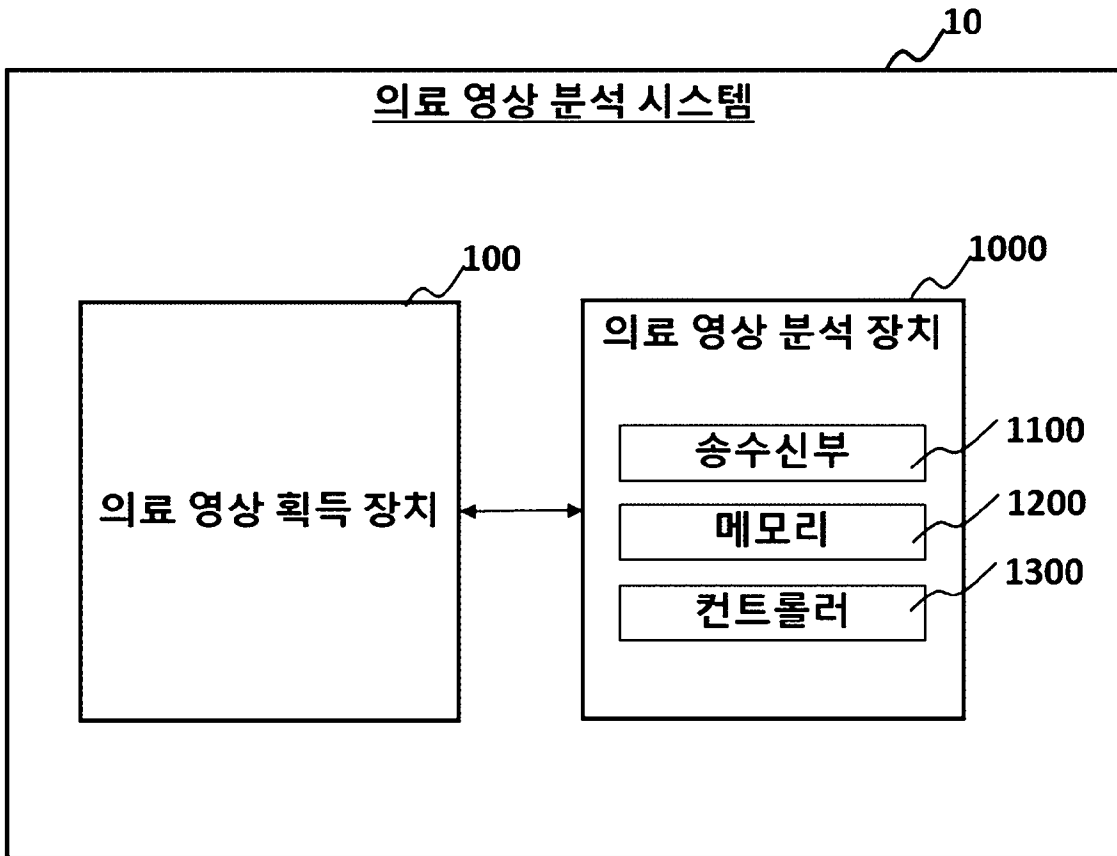 10
의료 영상 분석 시스템
100
1000
의료 영상 획득 장치
의료 영상 분석 장치
송수신부
1100
메모리
1200
컨트롤러
1300